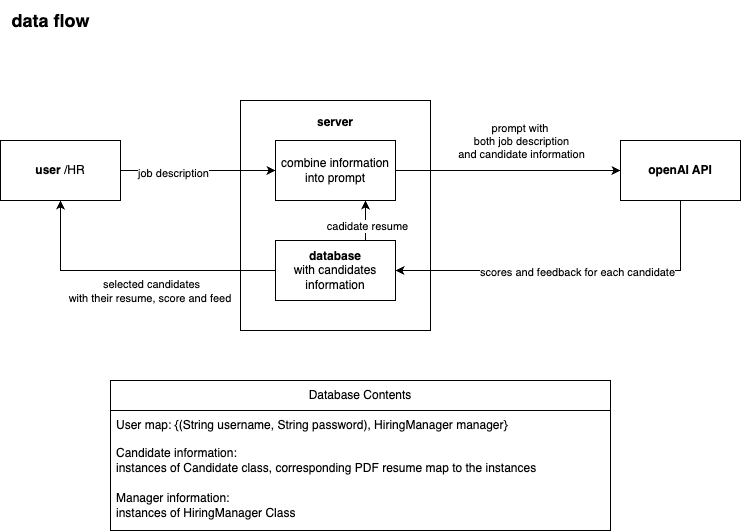 data flow
server
user /HR
job description
combine information
into prompt
prompt with
both job description
and candidate information
openAI API
cadidate resume
database
with candidates
information
selected candidates
with their resume, score and feed
scores and feedback for each candidate
Database Contents
User map: {(String username, String password), HiringManager manager}
Candidate information:
instances of Candidate class, corresponding PDF resume map to the instances
Manager information:
instances of HiringManager Class